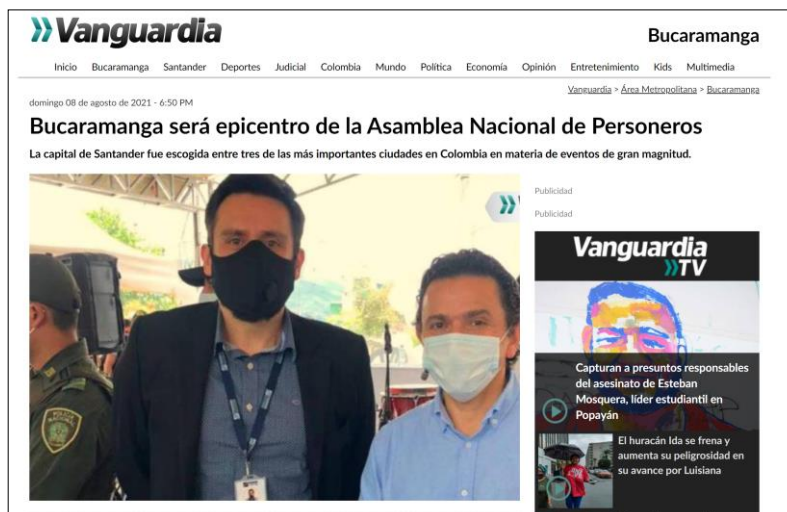 Vanguardia
Bucaramanga
Inicio Bucaramanga Santander Deportes Judicial Colombia Mundo Política Economía Opinión Entretenimiento Kids Multimedia
Vanguardia > Área Metropolitana > Bucaramanga
domingo 08 de agosto de 2021 - 6:50 PM
Bucaramanga será epicentro de la Asamblea Nacional de Personeros
La capital de Santander fue escogida entre tres de las más importantes ciudades en Colombia en materia de eventos de gran magnitud.
POLICIA
NACIONAL
Publicidad
Publicidad
Vanguardia
TV
Capturan a presuntos responsables
del asesinato de Esteban
Mosquera, líder estudiantil en
Popayán
El huracán Ida se frena y
aumenta su peligrosidad en
su avance por Luisiana